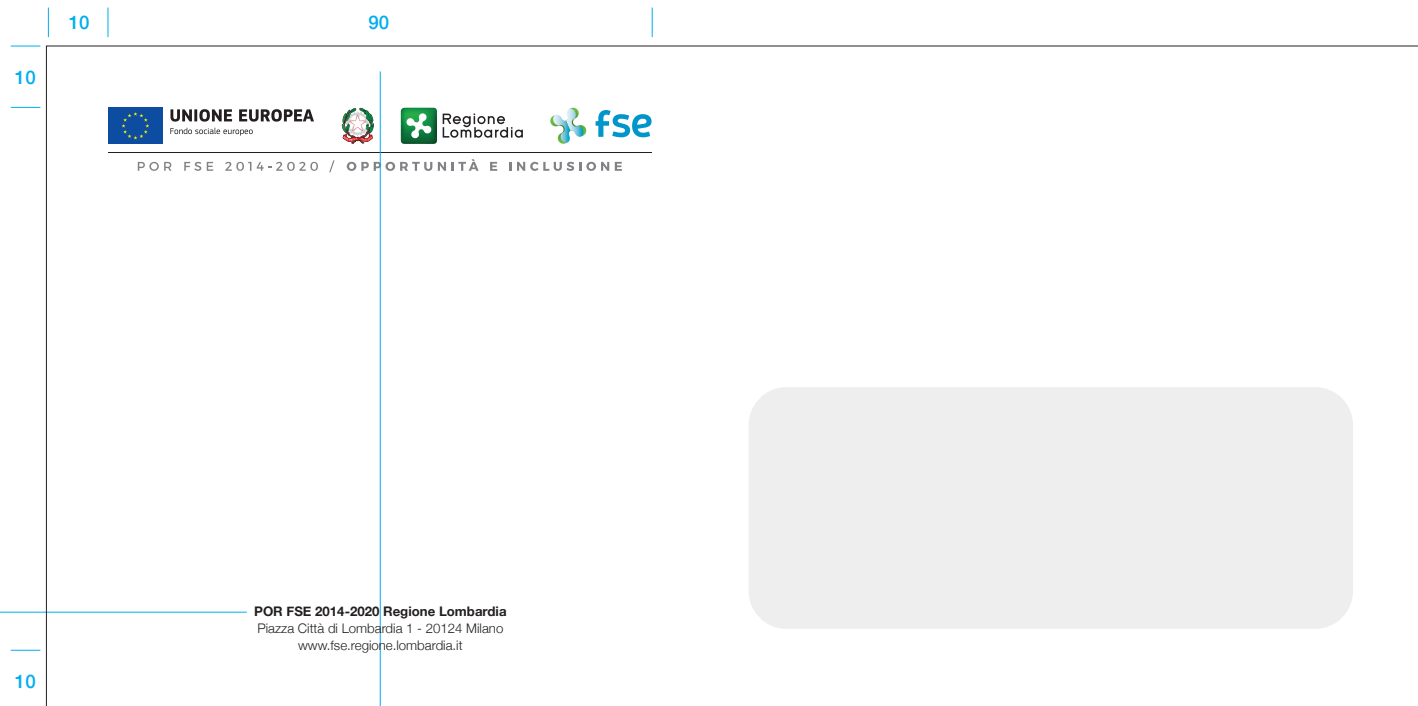 10 90
10
UNIONE EUROPEA
Fondo sociale europeo
Regione
Lombardia
fse
POR FSE 2014-2020 / OPPORTUNITÀ E INCLUSIONE
POR FSE 2014-2020 Regione Lombardia
Piazza Città di Lombardia 1 - 20124 Milano
www.fse.regione.lombardia.it
10